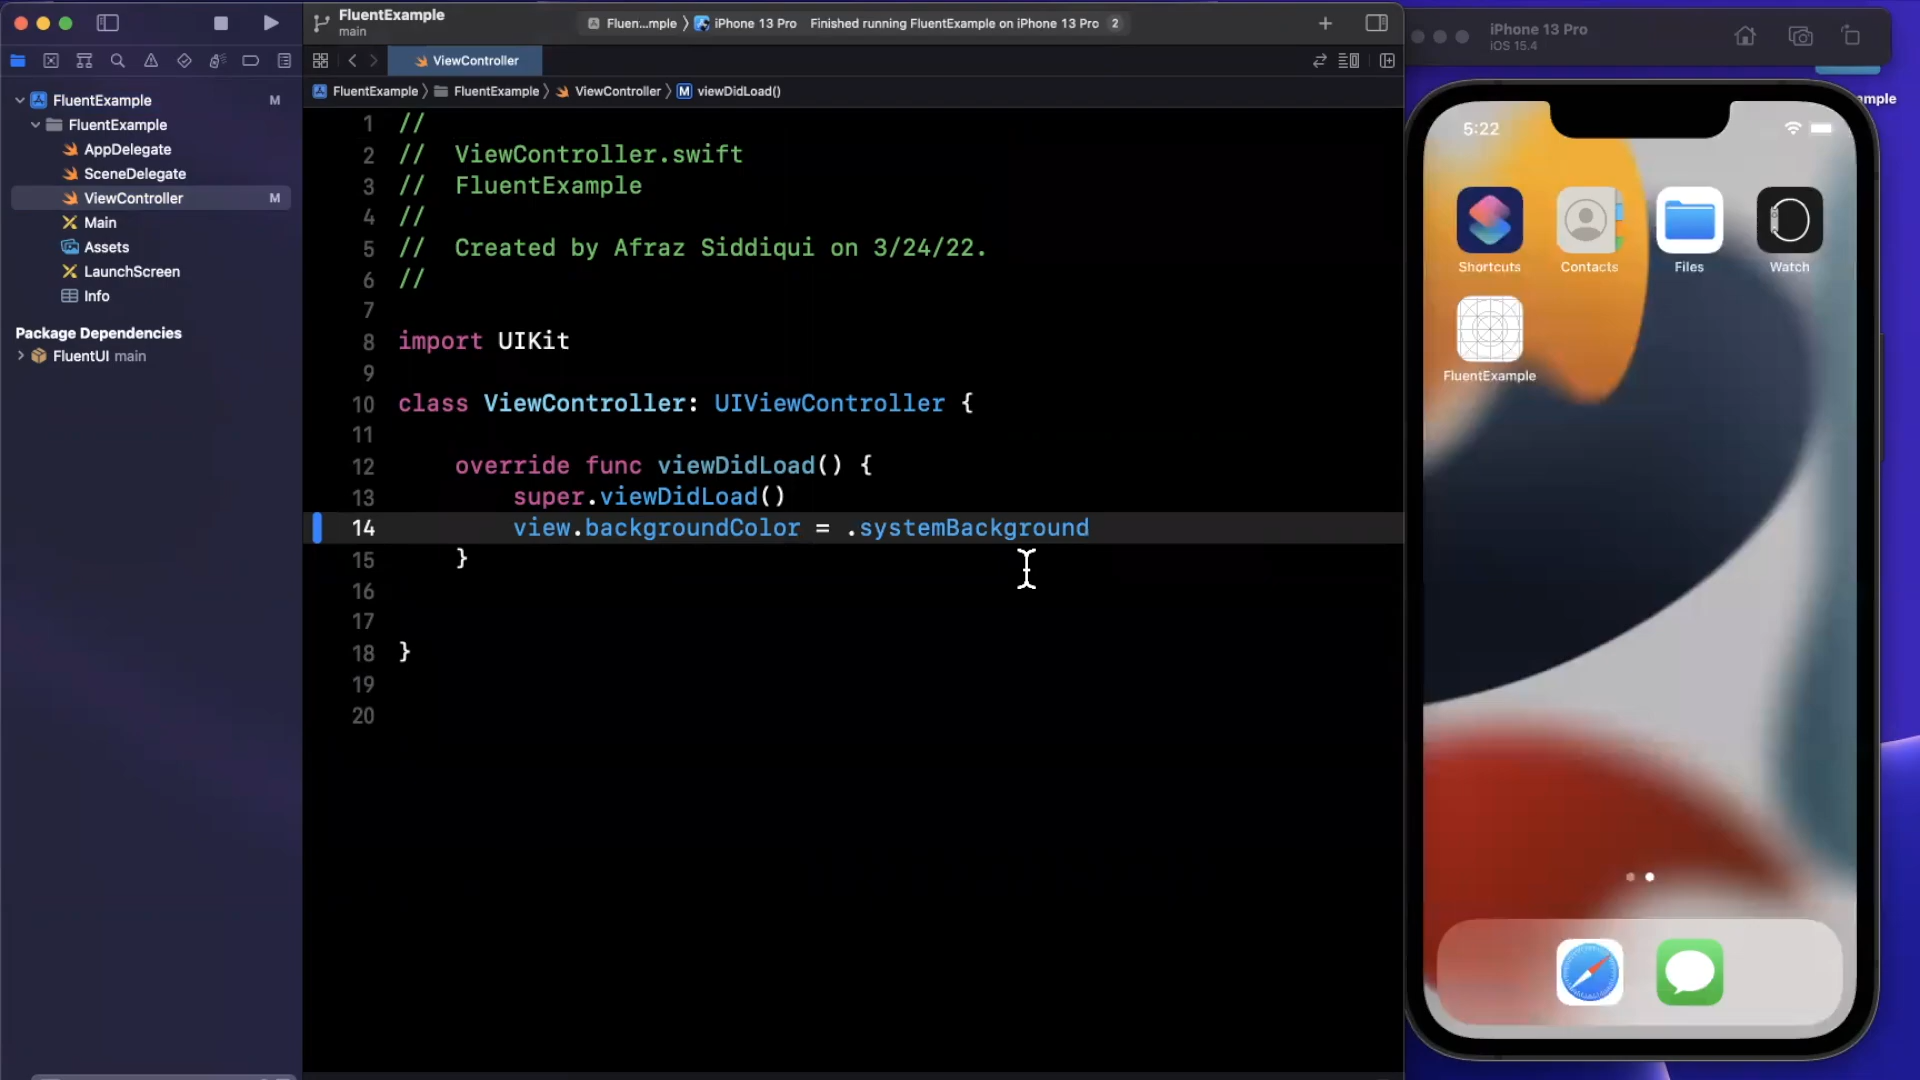 FluentExample
main
Fluen...mple 〉 iPhone 13 Pro Finished running FluentExample on iPhone 13 Pro 2
ViewController
FluentExample 〉 FluentExample 〉 ViewController 〉 M viewDidLoad()
FluentExample M
FluentExample
AppDelegate
SceneDelegate
ViewController M
Main
Assets
LaunchScreen
Info
Package Dependencies
FluentUI main
1 //
2 // ViewController.swift
3 // FluentExample
4 //
5 // Created by Afraz Siddiqui on 3/24/22.
6 //
7
8 import UIKit
9
10 class ViewController: UIViewController {
11
12 override func viewDidLoad() {
13 super.viewDidLoad()
14 view.backgroundColor = .systemBackground
15 }
16
17
18 }
19
20
iPhone 13 Pro
iOS 15.4
mple
5:22
Shortcuts
Contacts
Files
Watch
FluentExample